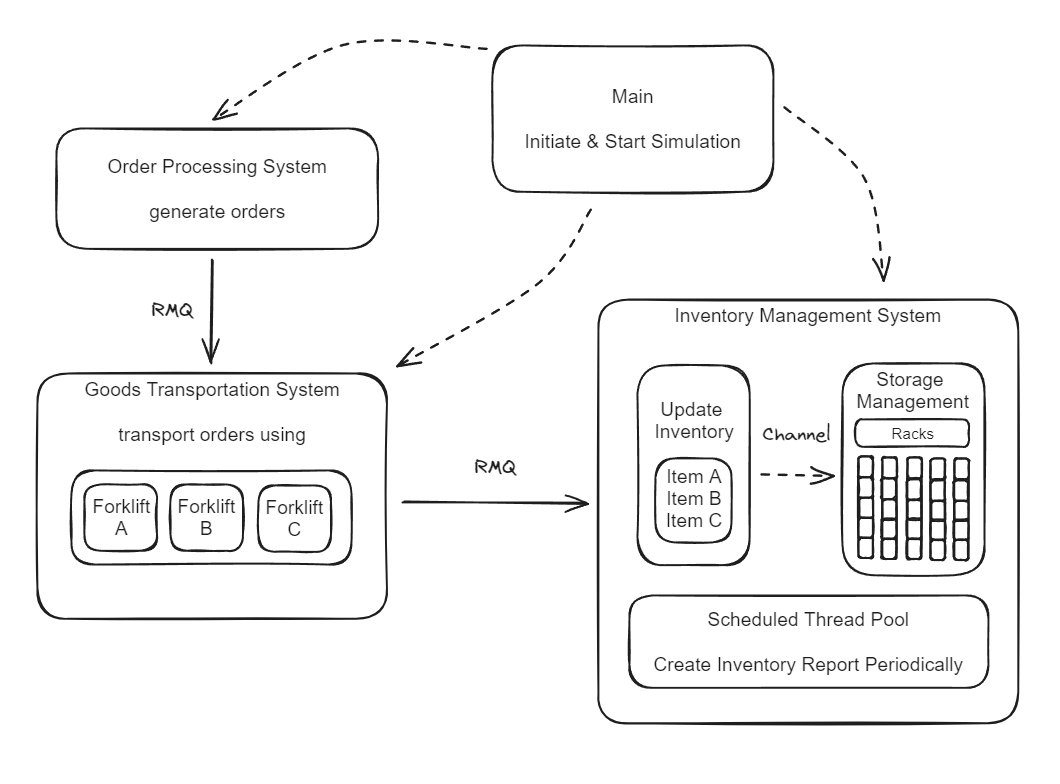 Main
Initiate & Start Simulation
Order Processing System
generate orders
RMQ
Goods Transportation System
transport orders using
Forklift
A
Forklift
B
Forklift
C
RMQ
Inventory Management System
Update
Inventory
Item A
Item B
Item C
Channel
Storage
Management
Racks
Scheduled Thread Pool
Create Inventory Report Periodically